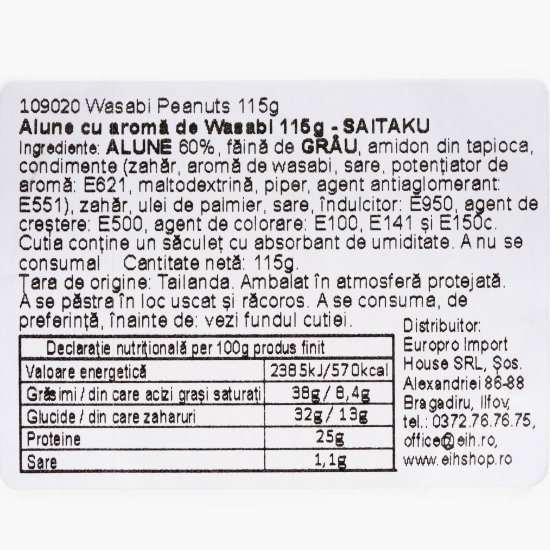 109020 Wasabi Peanuts 115g
Alune cu aromă de Wasabi 115g - SAITAKU
Ingrediente: ALUNE 60%, făină de GRÂU, amidon din tapioca,
condimente (zahăr, aromă de wasabi, sare, potențiator de
aromă: E621, maltodextrină, piper, agent antiaglomerant:
E551), zahăr, ulei de palmier, sare, îndulcitor: E950, agent de
creștere: E500, agent de colorare: E100, E141 și E150c.
Cutia conține un săculeț cu absorbant de umiditate. A nu se
consuma! Cantitate netă: 115g.
Țara de origine: Tailanda. Ambalat în atmosferă protejată.
A se păstra în loc uscat și răcoros. A se consuma, de
preferință, înainte de: vezi fundul cutiei.
Declarație nutrițională per 100g produs finit
Valoare energetică 2385kJ/570kcal
Grăsimi / din care acizi grași saturați 38g / 8,4g
Glucide / din care zaharuri 32g / 13g
Proteine 25g
Sare 1,1g
Distribuitor:
Europro Import
House SRL, Șos.
Alexandriei 86-88
Bragadiru, Ilfov,
tel.: 0372.76.76.75,
office@eih.ro,
www.eihshop.ro